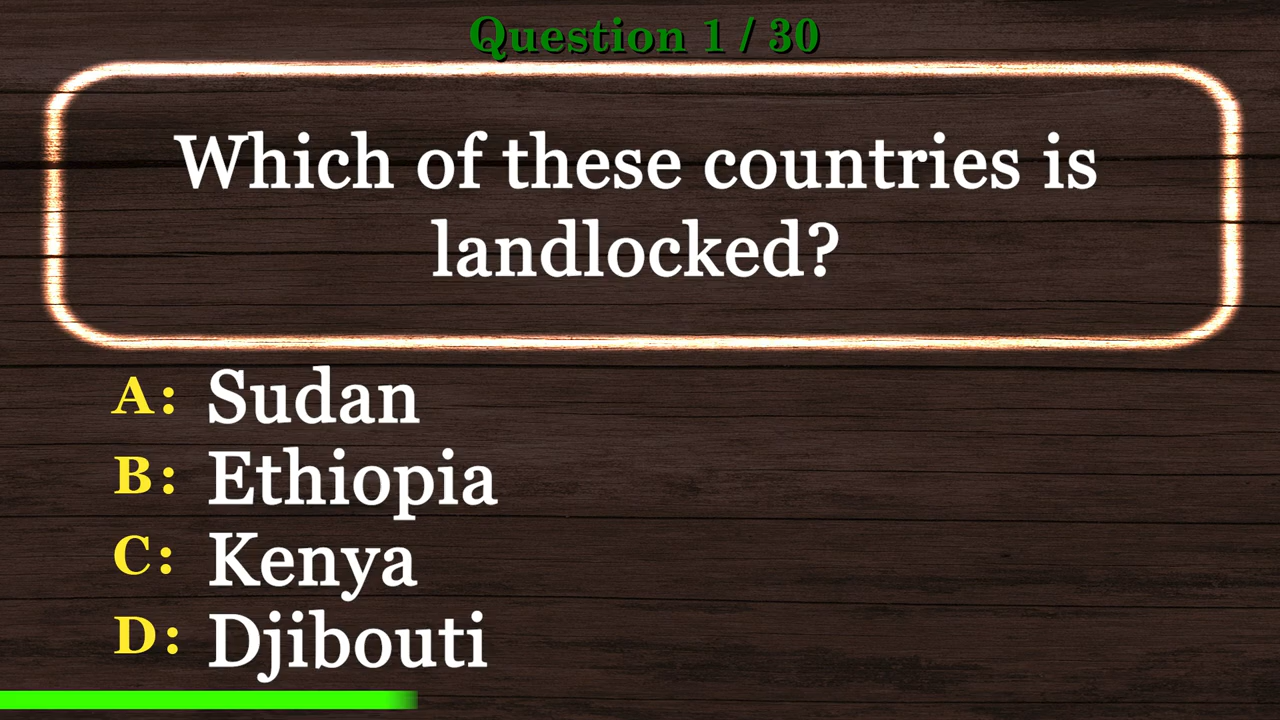 Question 1 / 30
Which of these countries is
landlocked?
A: Sudan
B: Ethiopia
C: Kenya
D: Djibouti